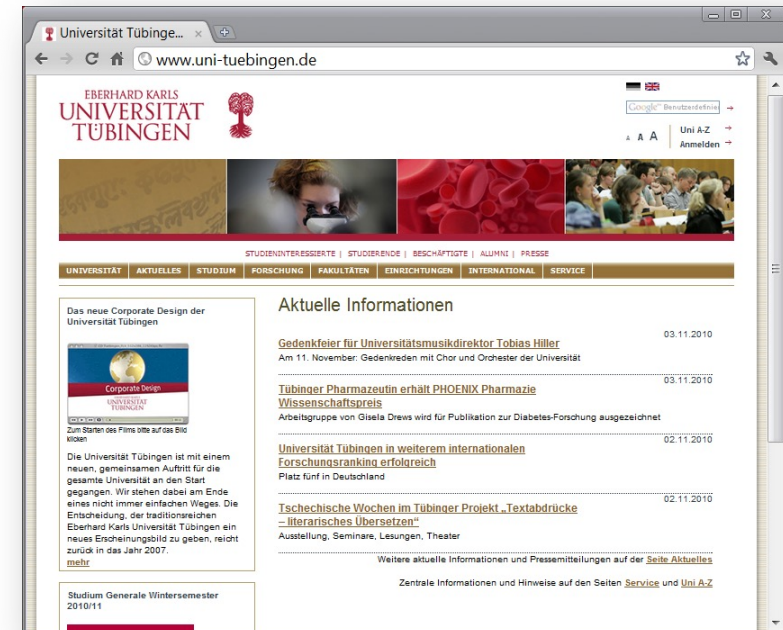 Universität Tübinge...
www.uni-tuebingen.de
EBERHARD KARLS
UNIVERSITÄT
TÜBINGEN
Google™ Benutzerdefinier
A A A
Uni A-Z
Anmelden
STUDIENINTERESSIERTE | STUDIERENDE | BESCHÄFTIGTE | ALUMNI | PRESSE
UNIVERSITÄT AKTUELLES STUDIUM FORSCHUNG FAKULTÄTEN EINRICHTUNGEN INTERNATIONAL SERVICE
Das neue Corporate Design der
Universität Tübingen
Corporate Design
UNIVERSITÄT
TÜBINGEN
Zum Starten des Films bitte auf das Bild
klicken
Die Universität Tübingen ist mit einem
neuen, gemeinsamen Auftritt für die
gesamte Universität an den Start
gegangen. Wir stehen dabei am Ende
eines nicht immer einfachen Weges. Die
Entscheidung, der traditionsreichen
Eberhard Karls Universität Tübingen ein
neues Erscheinungsbild zu geben, reicht
zurück in das Jahr 2007.
mehr
Studium Generale Wintersemester
2010/11
Aktuelle Informationen
03.11.2010
Gedenkfeier für Universitätsmusikdirektor Tobias Hiller
Am 11. November: Gedenkreden mit Chor und Orchester der Universität
03.11.2010
Tübinger Pharmazeutin erhält PHOENIX Pharmazie
Wissenschaftspreis
Arbeitsgruppe von Gisela Drews wird für Publikation zur Diabetes-Forschung ausgezeichnet
02.11.2010
Universität Tübingen in weiterem internationalen
Forschungsranking erfolgreich
Platz fünf in Deutschland
02.11.2010
Tschechische Wochen im Tübinger Projekt „Textabdrücke
– literarisches Übersetzen“
Ausstellung, Seminare, Lesungen, Theater
Weitere aktuelle Informationen und Pressemitteilungen auf der Seite Aktuelles
Zentrale Informationen und Hinweise auf den Seiten Service und Uni A-Z